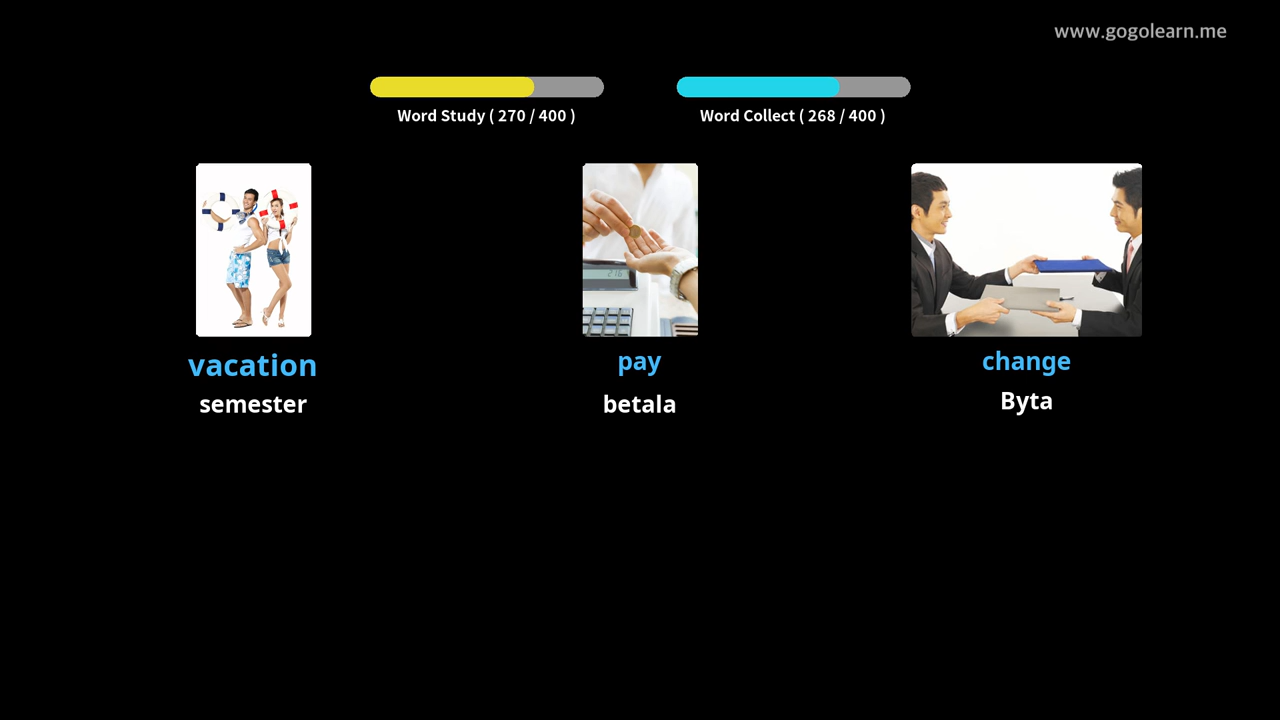 www.gogolearn.me
Word Study ( 270 / 400 )
Word Collect ( 268 / 400 )
vacation
semester
pay
betala
change
Byta